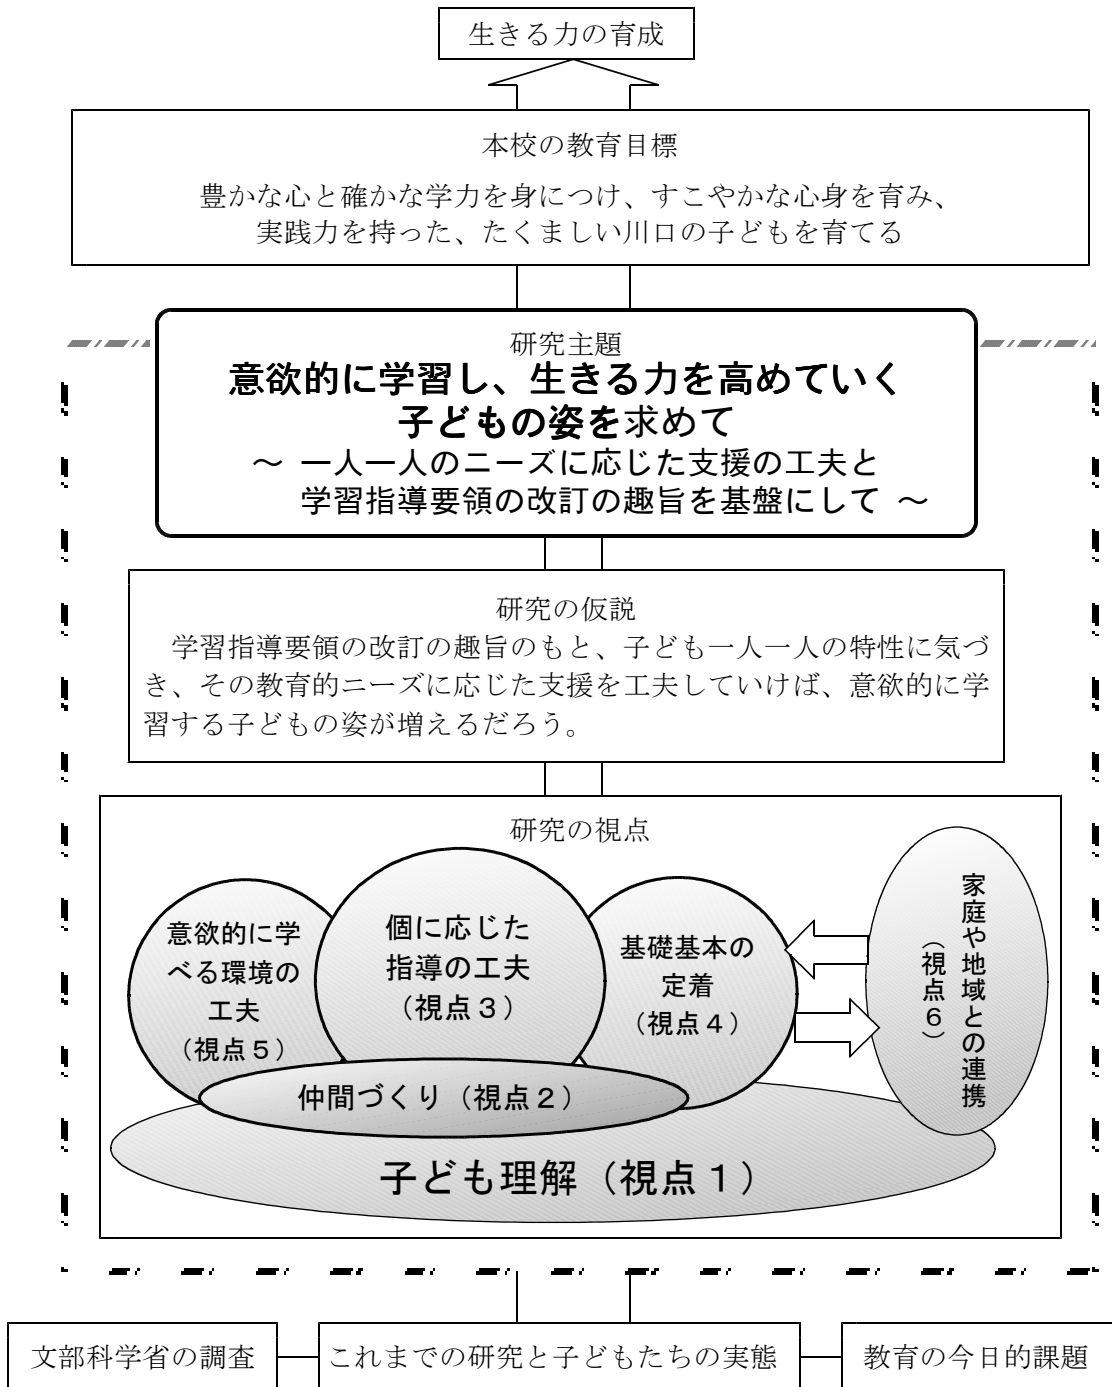 生きる力の育成
本校の教育目標
豊かな心と確かな学力を身につけ、すこやかな心身を育み、
実践力を持った、たくましい川口の子どもを育てる
研究主題
意欲的に学習し、生きる力を高めていく
子どもの姿を求めて
～ 一人一人のニーズに応じた支援の工夫と
学習指導要領の改訂の趣旨を基盤にして ～
研究の仮説
学習指導要領の改訂の趣旨のもと、子ども一人一人の特性に気づ
き、その教育的ニーズに応じた支援を工夫していけば、意欲的に学
習する子どもの姿が増えるだろう。
研究の視点
意欲的に学
べる環境の
工夫
（視点５）
個に応じた
指導の工夫
（視点３）
基礎基本の
定着
（視点４）
家庭や地域との連携
（視点６）
仲間づくり（視点２）
子ども理解（視点１）
文部科学省の調査
これまでの研究と子どもたちの実態
教育の今日的課題